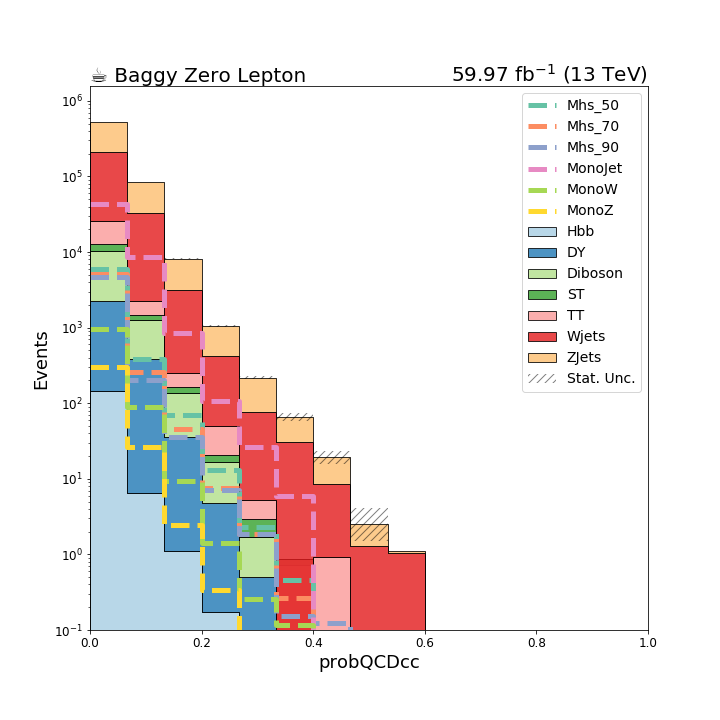 ☕ Baggy Zero Lepton
59.97 fb⁻¹ (13 TeV)
Events
10⁶
10⁵
10⁴
10³
10²
10¹
10⁰
10⁻¹
Mhs_50
Mhs_70
Mhs_90
MonoJet
MonoW
MonoZ
Hbb
DY
Diboson
ST
TT
Wjets
ZJets
Stat. Unc.
0.0 0.2 0.4 0.6 0.8 1.0
probQCDcc